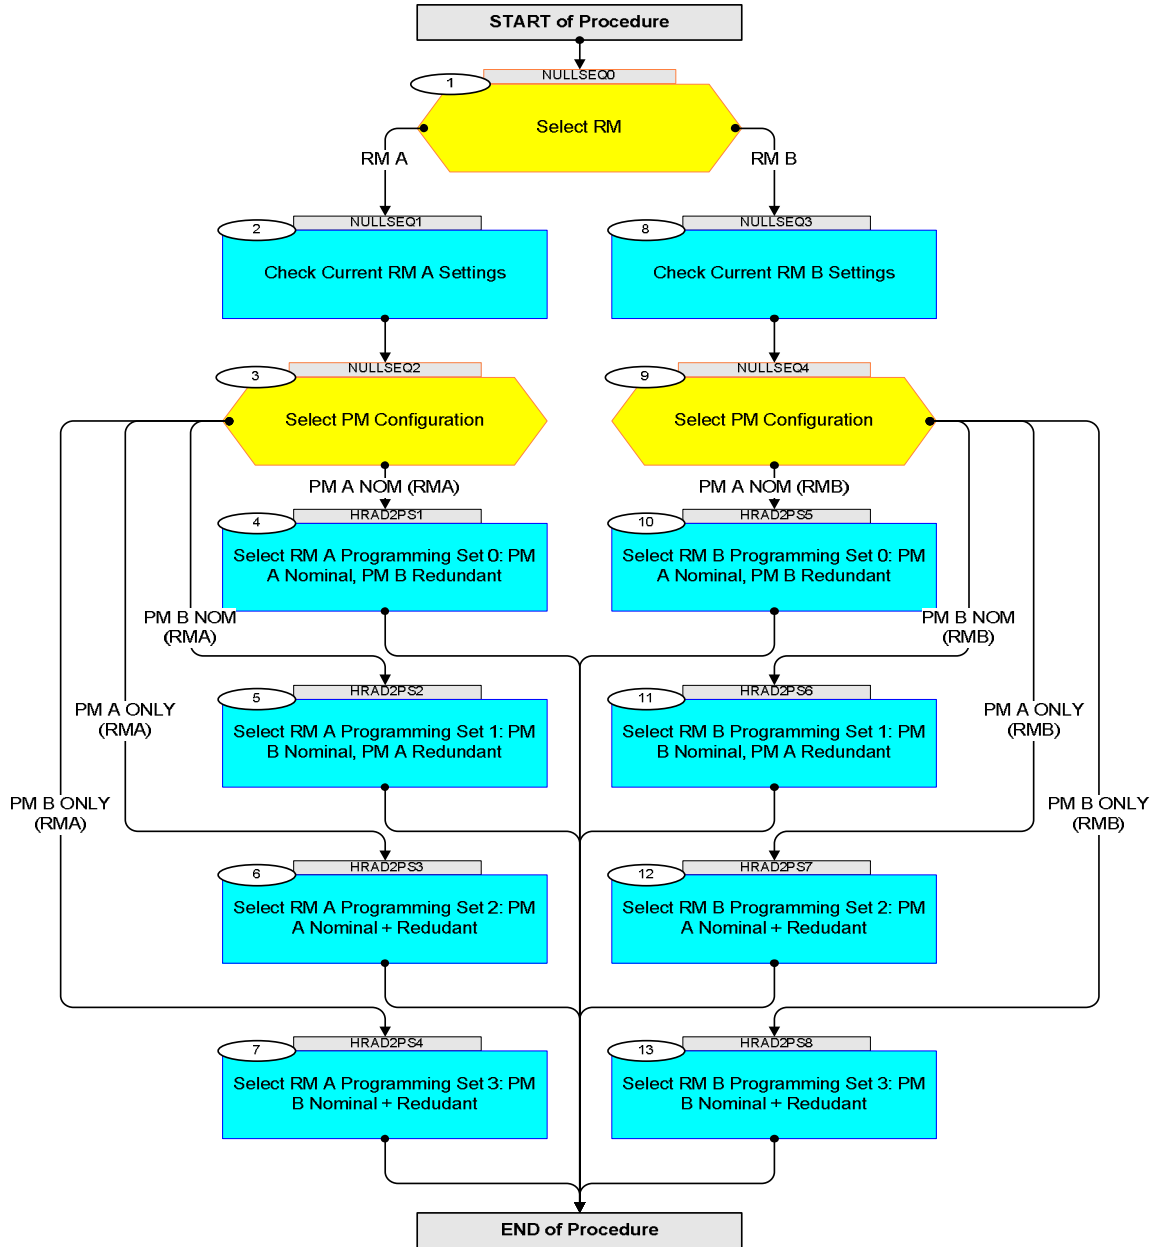 START of Procedure
NULLSEQ0
1
Select RM
RM A
RM B
NULLSEQ1
2
Check Current RM A Settings
NULLSEQ3
8
Check Current RM B Settings
NULLSEQ2
3
Select PM Configuration
NULLSEQ4
9
Select PM Configuration
PM A NOM (RMA)
PM A NOM (RMB)
HRAD2PS1
4
Select RM A Programming Set 0: PM
A Nominal, PM B Redundant
HRAD2PS5
10
Select RM B Programming Set 0: PM
A Nominal, PM B Redundant
PM B NOM
(RMA)
PM B NOM
(RMB)
HRAD2PS2
5
Select RM A Programming Set 1: PM
B Nominal, PM A Redundant
HRAD2PS6
11
Select RM B Programming Set 1: PM
B Nominal, PM A Redundant
PM A ONLY
(RMA)
PM A ONLY
(RMB)
PM B ONLY
(RMA)
PM B ONLY
(RMB)
HRAD2PS3
6
Select RM A Programming Set 2: PM
A Nominal + Redudant
HRAD2PS7
12
Select RM B Programming Set 2: PM
A Nominal + Redudant
HRAD2PS4
7
Select RM A Programming Set 3: PM
B Nominal + Redudant
HRAD2PS8
13
Select RM B Programming Set 3: PM
B Nominal + Redudant
END of Procedure